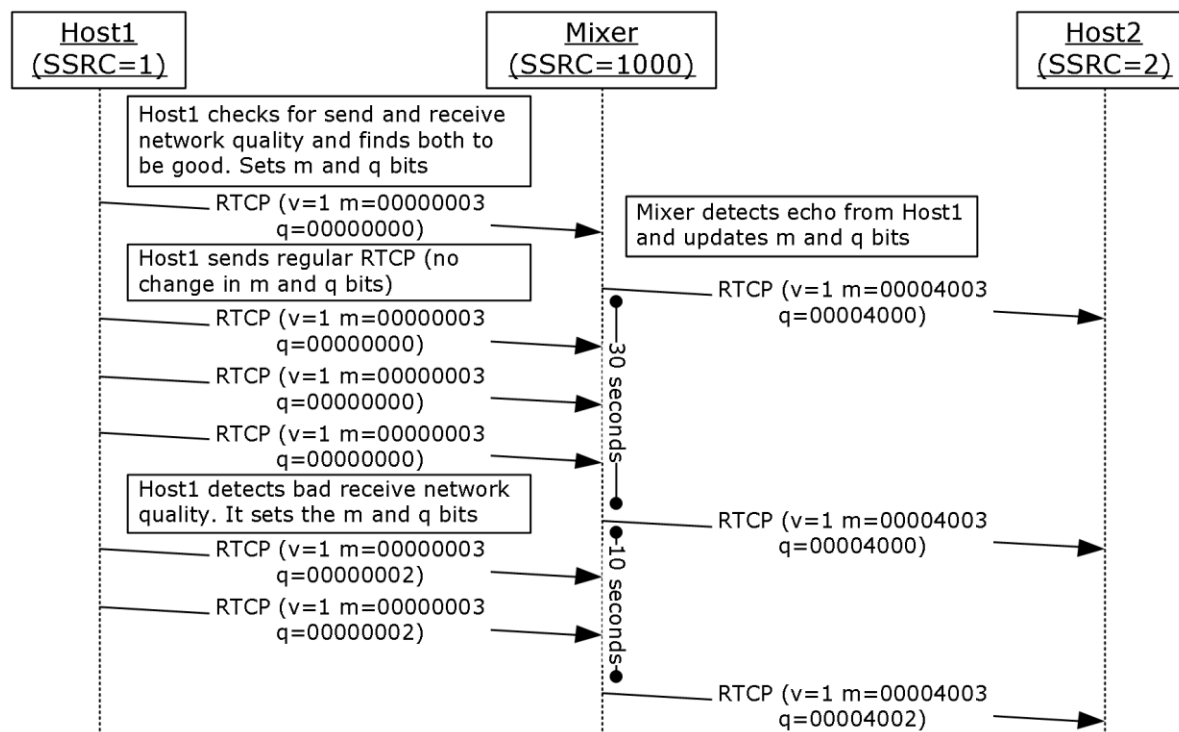 Host1
(SSRC=1)
Mixer
(SSRC=1000)
Host2
(SSRC=2)
Host1 checks for send and receive
network quality and finds both to
be good. Sets m and q bits
RTCP (v=1 m=00000003
q=00000000)
Mixer detects echo from Host1
and updates m and q bits
Host1 sends regular RTCP (no
change in m and q bits)
RTCP (v=1 m=00004003
q=00004000)
RTCP (v=1 m=00000003
q=00000000)
30 seconds
RTCP (v=1 m=00000003
q=00000000)
RTCP (v=1 m=00000003
q=00000000)
Host1 detects bad receive network
quality. It sets the m and q bits
RTCP (v=1 m=00004003
q=00004000)
RTCP (v=1 m=00000003
q=00000002)
10 seconds
RTCP (v=1 m=00000003
q=00000002)
RTCP (v=1 m=00004003
q=00004002)